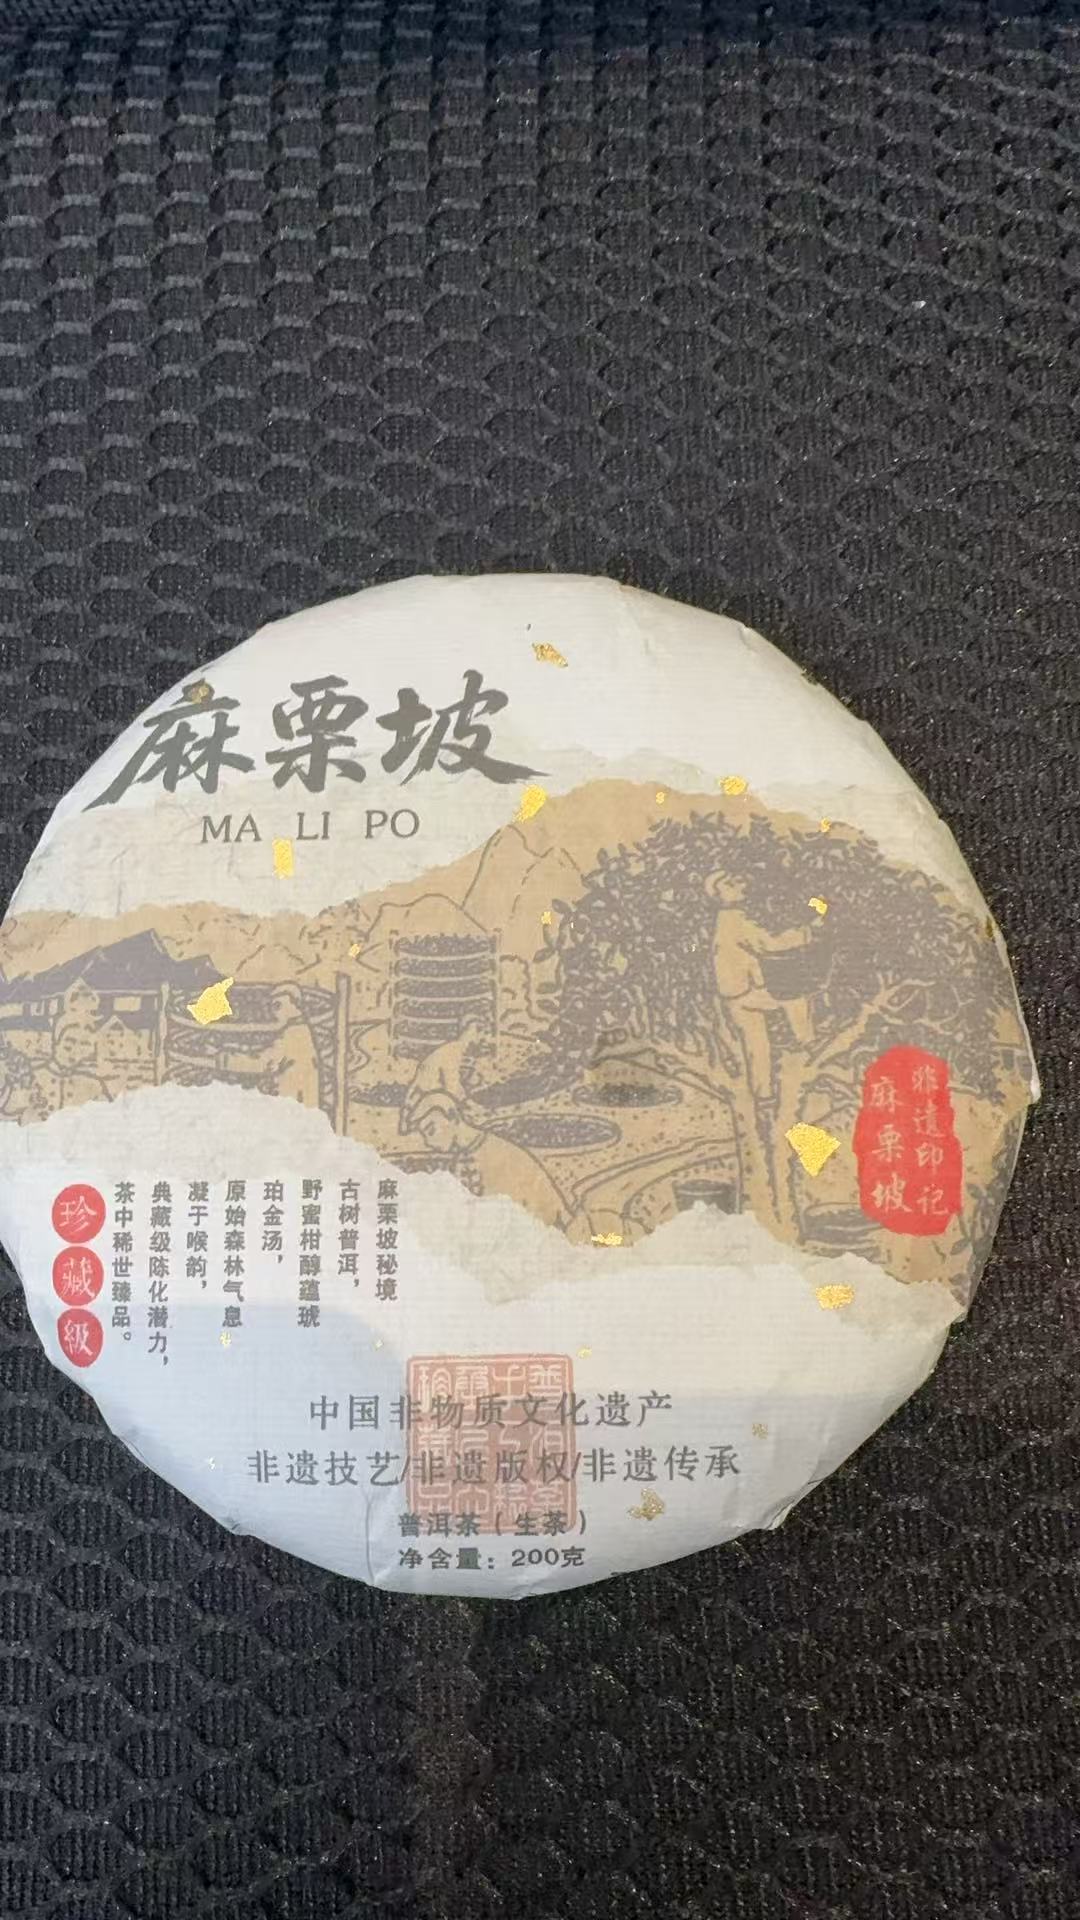 麻栗坡
MA LI PO
非遗印记
麻栗坡
麻栗坡秘境
古树普洱，
野蜜柑醇蕴琥
珀金汤，
原始森林气息
凝于喉韵，
典藏级陈化潜力，
茶中稀世臻品。
珍藏級
中国非物质文化遗产
非遗技艺/非遗版权/非遗传承
普洱茶（生茶）
净含量：200克